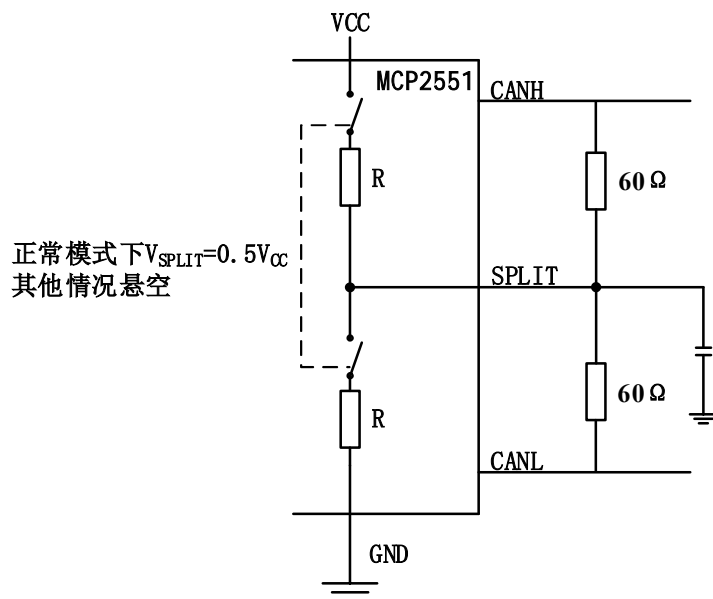 VCC
MCP2551
CANH
R
60Ω
正常模式下VSPLIT=0.5VCC
其他情况悬空
SPLIT
R
60Ω
CANL
GND